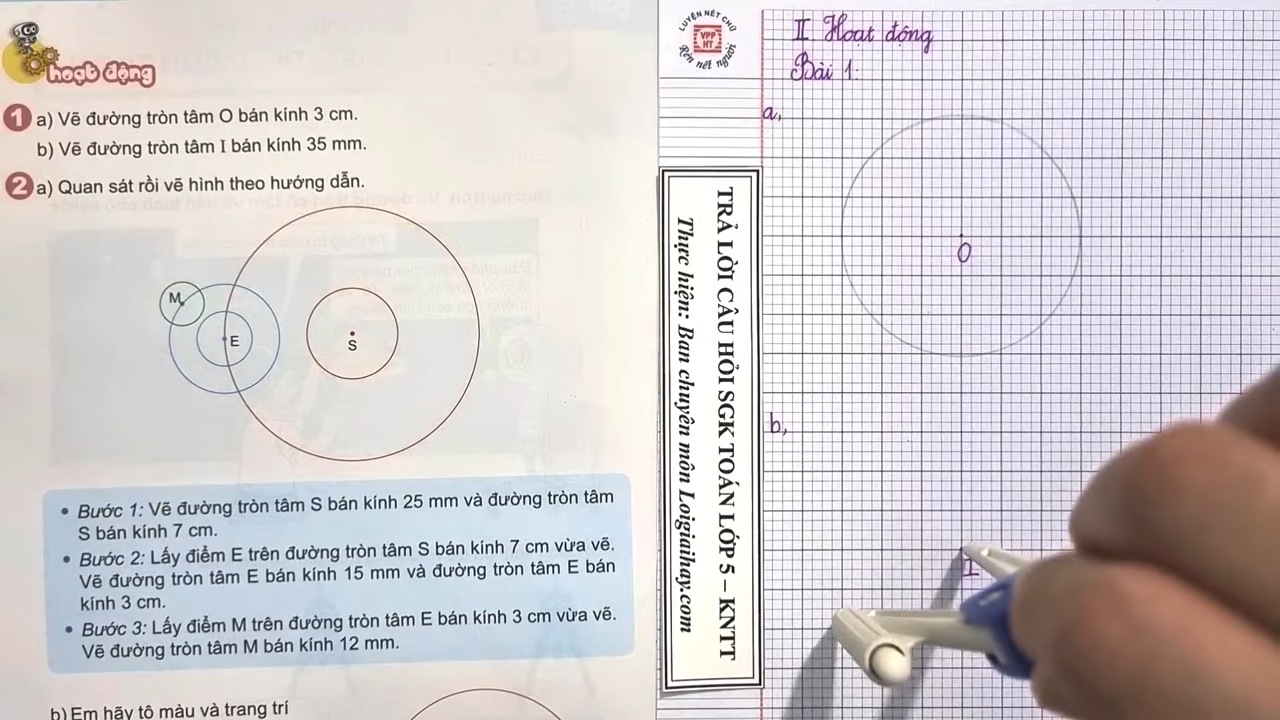 hoạt động
1 a) Vẽ đường tròn tâm O bán kính 3 cm.
b) Vẽ đường tròn tâm I bán kính 35 mm.
2 a) Quan sát rồi vẽ hình theo hướng dẫn.
M
E
S
• Bước 1: Vẽ đường tròn tâm S bán kính 25 mm và đường tròn tâm
S bán kính 7 cm.
• Bước 2: Lấy điểm E trên đường tròn tâm S bán kính 7 cm vừa vẽ.
Vẽ đường tròn tâm E bán kính 15 mm và đường tròn tâm E bán
kính 3 cm.
• Bước 3: Lấy điểm M trên đường tròn tâm E bán kính 3 cm vừa vẽ.
Vẽ đường tròn tâm M bán kính 12 mm.
b) Em hãy tô màu và trang trí
LUYỆN NÉT CHỮ
VPP
HT
Rèn nết người
TRẢ LỜI CÂU HỎI SGK TOÁN LỚP 5 – KNTT
Thực hiện: Ban chuyên môn Loigiaihay.com
II. Hoạt động
Bài 1:
a,
O
b,
I